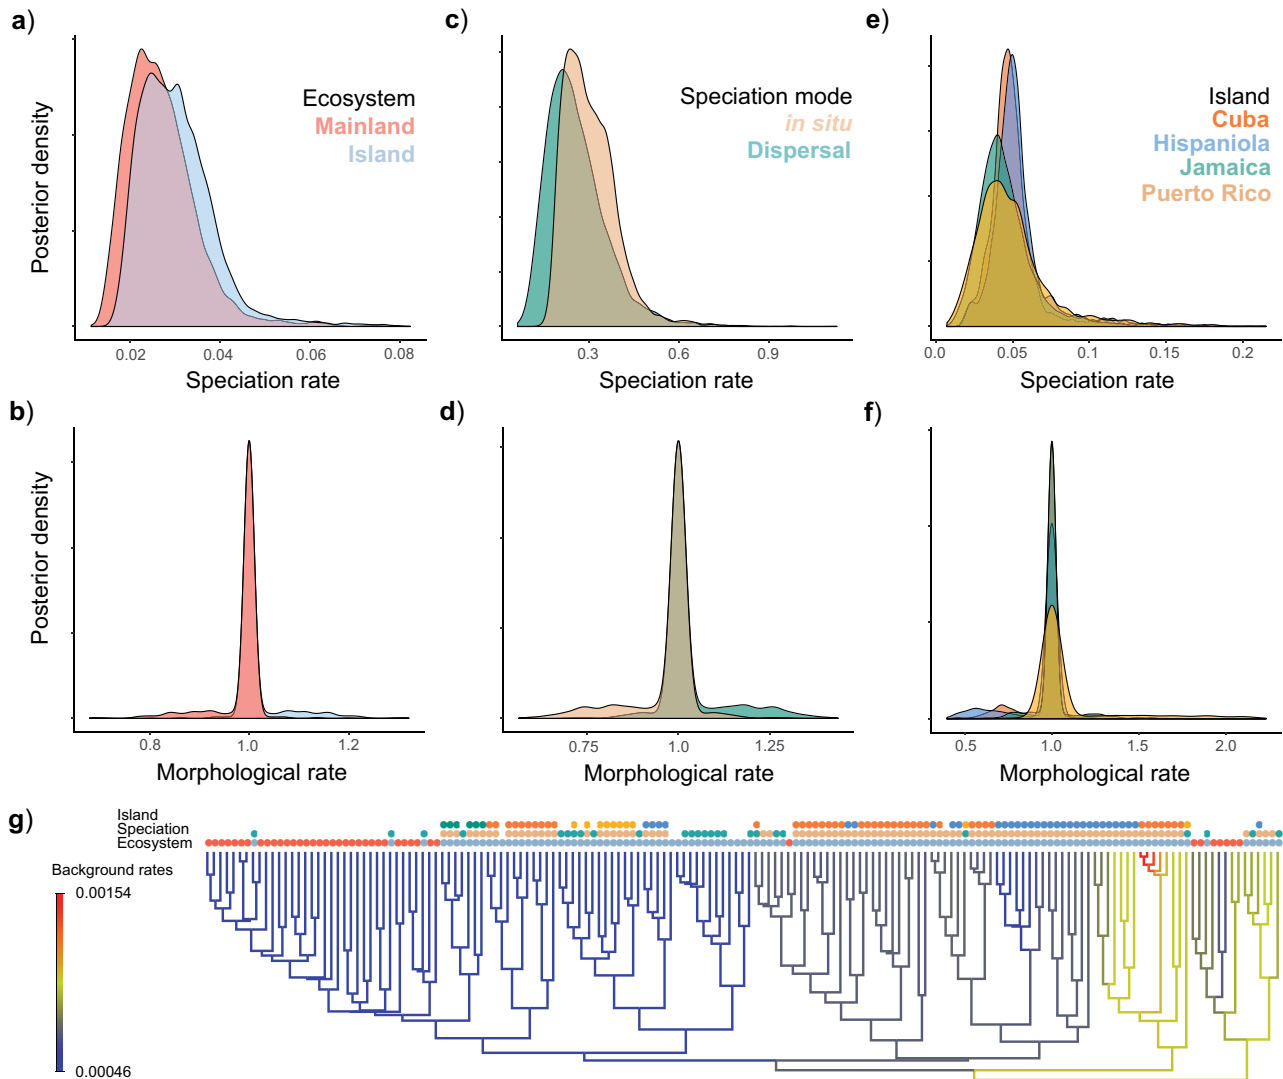 a)
Ecosystem
Mainland
Island
Posterior density
0.02 0.04 0.06 0.08
Speciation rate
c)
Speciation mode
in situ
Dispersal
0.3 0.6 0.9
Speciation rate
e)
Island
Cuba
Hispaniola
Jamaica
Puerto Rico
0.0 0.05 0.1 0.15 0.2
Speciation rate
b)
Posterior density
0.8 1.0 1.2
Morphological rate
d)
0.75 1.0 1.25
Morphological rate
f)
0.5 1.0 1.5 2.0
Morphological rate
g)
Island
Speciation
Ecosystem
Background rates
0.00154
0.00046